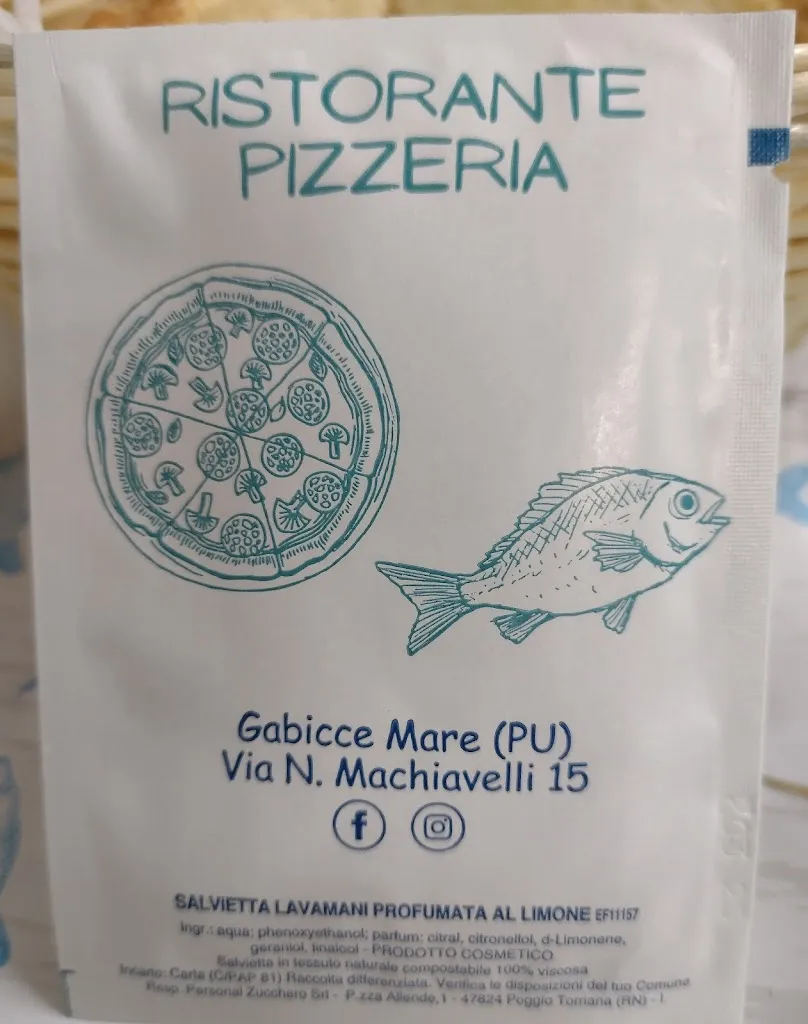 RISTORANTE
PIZZERIA
Gabicce Mare (PU)
Via N. Machiavelli 15
SALVIETTA LAVAMANI PROFUMATA AL LIMONE EF11157
Ingr.: aqua; phenoxyethanol; parfum: citral, citronellol, d-Limonene,
geraniol, linalool - PRODOTTO COSMETICO
Salvietta in tessuto naturale compostabile 100% viscosa
Intano: Carta (C/PAP 81) Raccolta differenziata. Verifica le disposizioni del tuo Comune
Resp. Personal Zucchero Srl - P.zza Allende,1 - 47824 Poggio Torriana (RN) - I